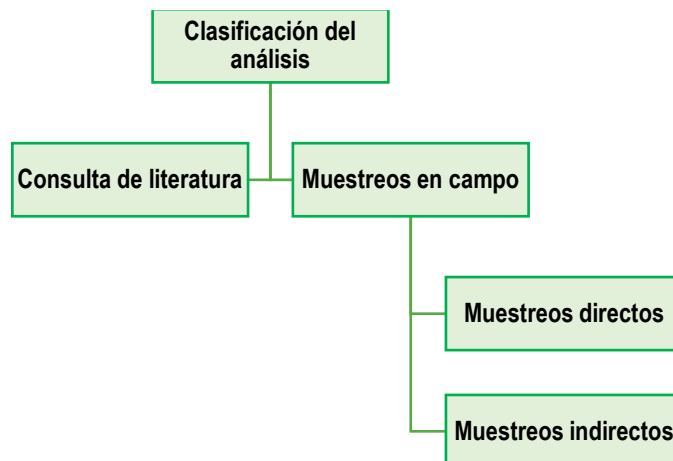 Clasificación del
análisis
Consulta de literatura
Muestreos en campo
Muestreos directos
Muestreos indirectos